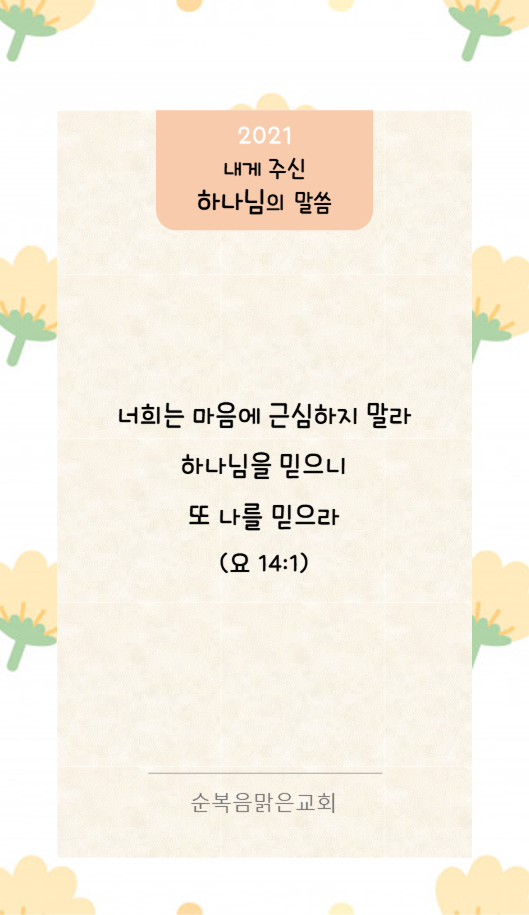 2021
내게 주신
하나님의 말씀
너희는 마음에 근심하지 말라
하나님을 믿으니
또 나를 믿으라
(요 14:1)
순복음맑은교회